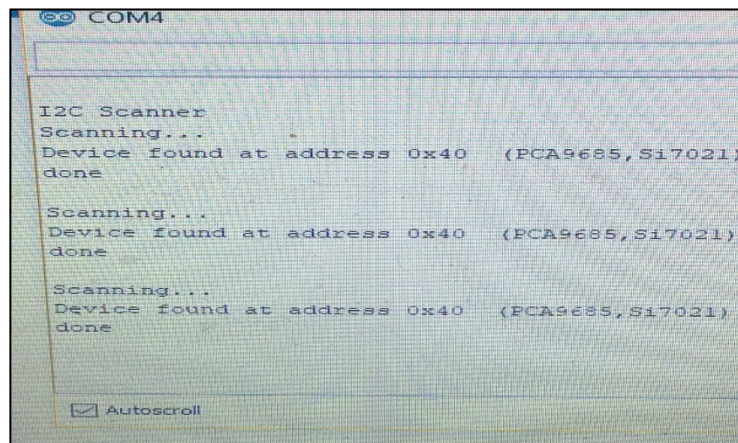 COM4
I2C Scanner
Scanning...
Device found at address 0x40 (PCA9685,Si7021)
done
Scanning...
Device found at address 0x40 (PCA9685,Si7021)
done
Scanning...
Device found at address 0x40 (PCA9685,Si7021)
done
Autoscroll